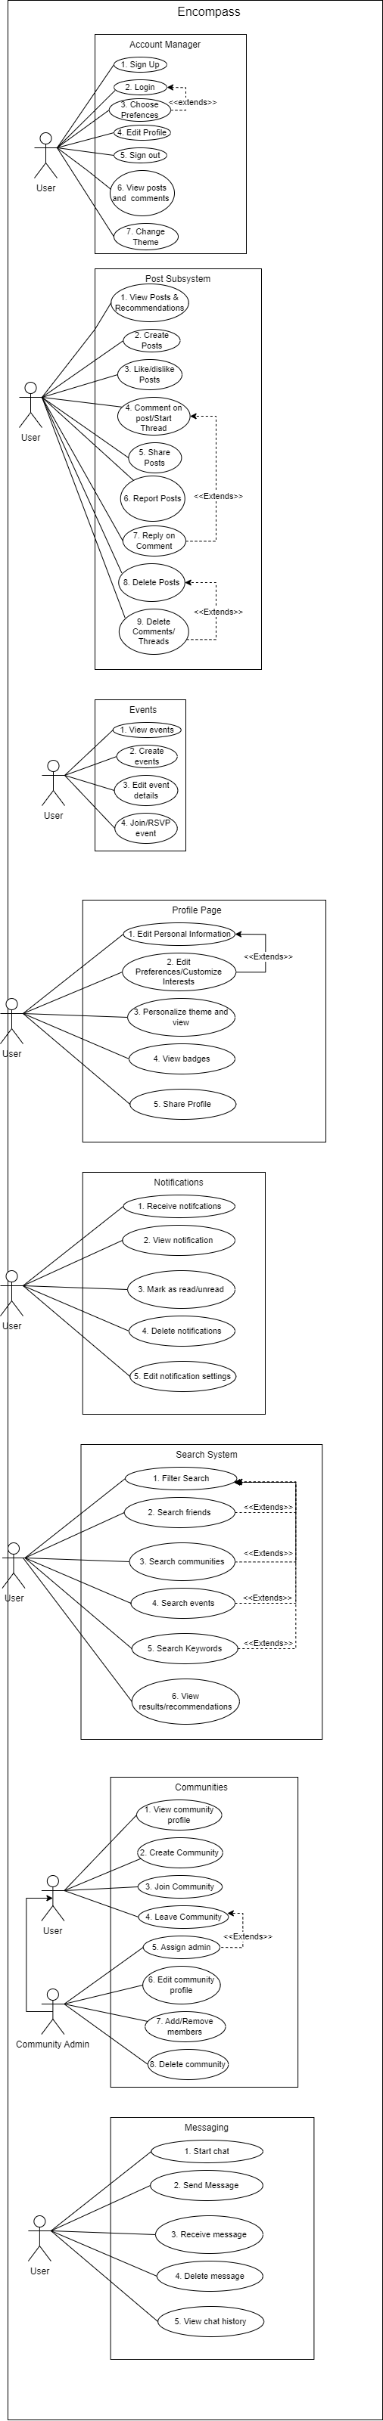 Encompass
Account Manager
1. Sign Up
2. Login
<<extends>>
3. Choose
Prefences
4. Edit Profile
5. Sign out
User
6. View posts
and comments
7. Change
Theme
Post Subsystem
1. View Posts &
Recommendations
2. Create
Posts
3. Like/dislike
Posts
4. Comment on
post/Start
Thread
User
5. Share
Posts
6. Report Posts
<<Extends>>
7. Reply on
Comment
8. Delete Posts
<<Extends>>
9. Delete
Comments/
Threads
Events
1. View events
2. Create
events
3. Edit event
details
User
4. Join/RSVP
event
Profile Page
1. Edit Personal Information
<<Extends>>
2. Edit
Preferences/Customize
Interests
3. Personalize theme and
view
User
4. View badges
5. Share Profile
Notifications
1. Receive notifcations
2. View notification
3. Mark as read/unread
User
4. Delete notifications
5. Edit notification settings
Search System
1. Filter Search
<<Extends>>
2. Search friends
<<Extends>>
3. Search communities
User
<<Extends>>
4. Search events
<<Extends>>
5. Search Keywords
6. View
results/recommendations
Communites
1. View community
profile
2. Create Community
3. Join Community
4. Leave Community
User
<<Extends>>
5. Assign admin
6. Edit community
profile
7. Add/Remove
members
Community Admin
8. Delete community
Messaging
1. Start chat
2. Send Message
3. Receive message
User
4. Delete message
5. View chat history